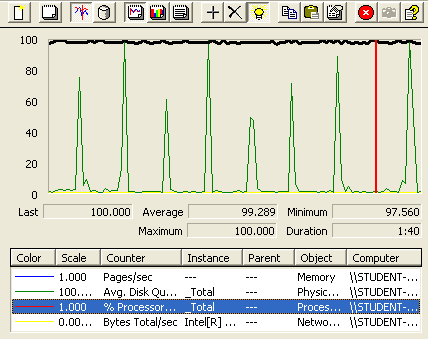 100
80
60
40
20
0
Last 100.000 Average 99.289 Minimum 97.560
Maximum 100.000 Duration 1:40
Color Scale Counter Instance Parent Object Computer
1.000 Pages/sec --- --- Memory \\STUDENT-...
100.... Avg. Disk Qu... _Total --- Physic... \\STUDENT-...
1.000 % Processor... _Total --- Proces... \\STUDENT-...
0.00... Bytes Total/sec Intel[R] ... --- Netwo... \\STUDENT-...